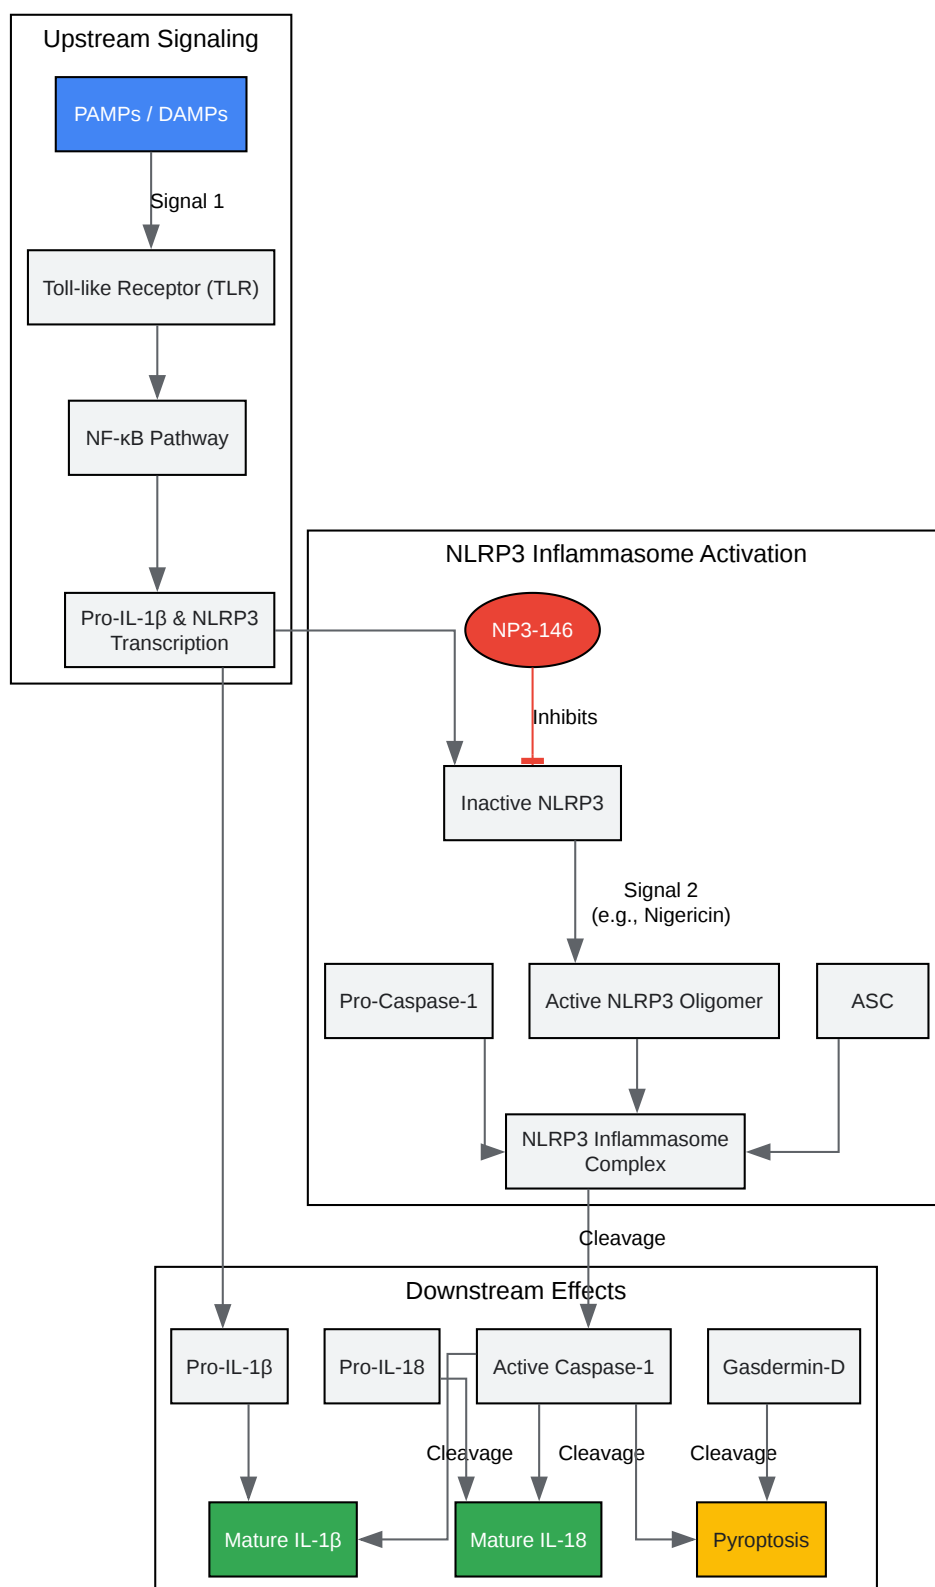 Upstream Signaling
PAMPs / DAMPs
Signal 1
Toll-like Receptor (TLR)
NF-κB Pathway
Pro-IL-1β & NLRP3
Transcription
NLRP3 Inflammasome Activation
NP3-146
Inhibits
Inactive NLRP3
Signal 2
(e.g., Nigericin)
Pro-Caspase-1
Active NLRP3 Oligomer
ASC
NLRP3 Inflammasome
Complex
Cleavage
Downstream Effects
Pro-IL-1β
Pro-IL-18
Active Caspase-1
Gasdermin-D
Cleavage
Cleavage
Cleavage
Mature IL-1β
Mature IL-18
Pyroptosis